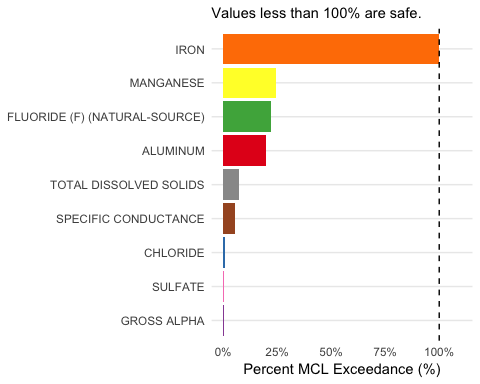 Values less than 100% are safe.
IRON
MANGANESE
FLUORIDE (F) (NATURAL-SOURCE)
ALUMINUM
TOTAL DISSOLVED SOLIDS
SPECIFIC CONDUCTANCE
CHLORIDE
SULFATE
GROSS ALPHA
0% 25% 50% 75% 100%
Percent MCL Exceedance (%)